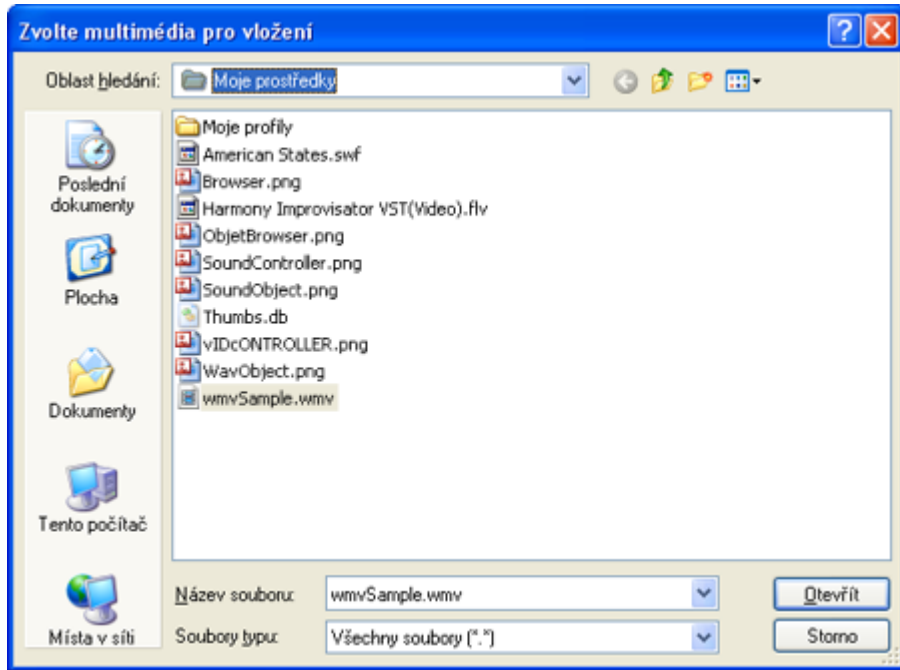 Zvolte multimédia pro vložení
Oblast hledání:
Moje prostředky
Poslední
dokumenty
Plocha
Dokumenty
Tento počítač
Místa v síti
Moje profily
American States.swf
Browser.png
Harmony Improvisator VST(Video).flv
ObjetBrowser.png
SoundController.png
SoundObject.png
Thumbs.db
vIDcONTROLLER.png
WavObject.png
wmvSample.wmv
Název souboru:
wmvSample.wmv
Otevřít
Soubory typu:
Všechny soubory (*.*)
Storno